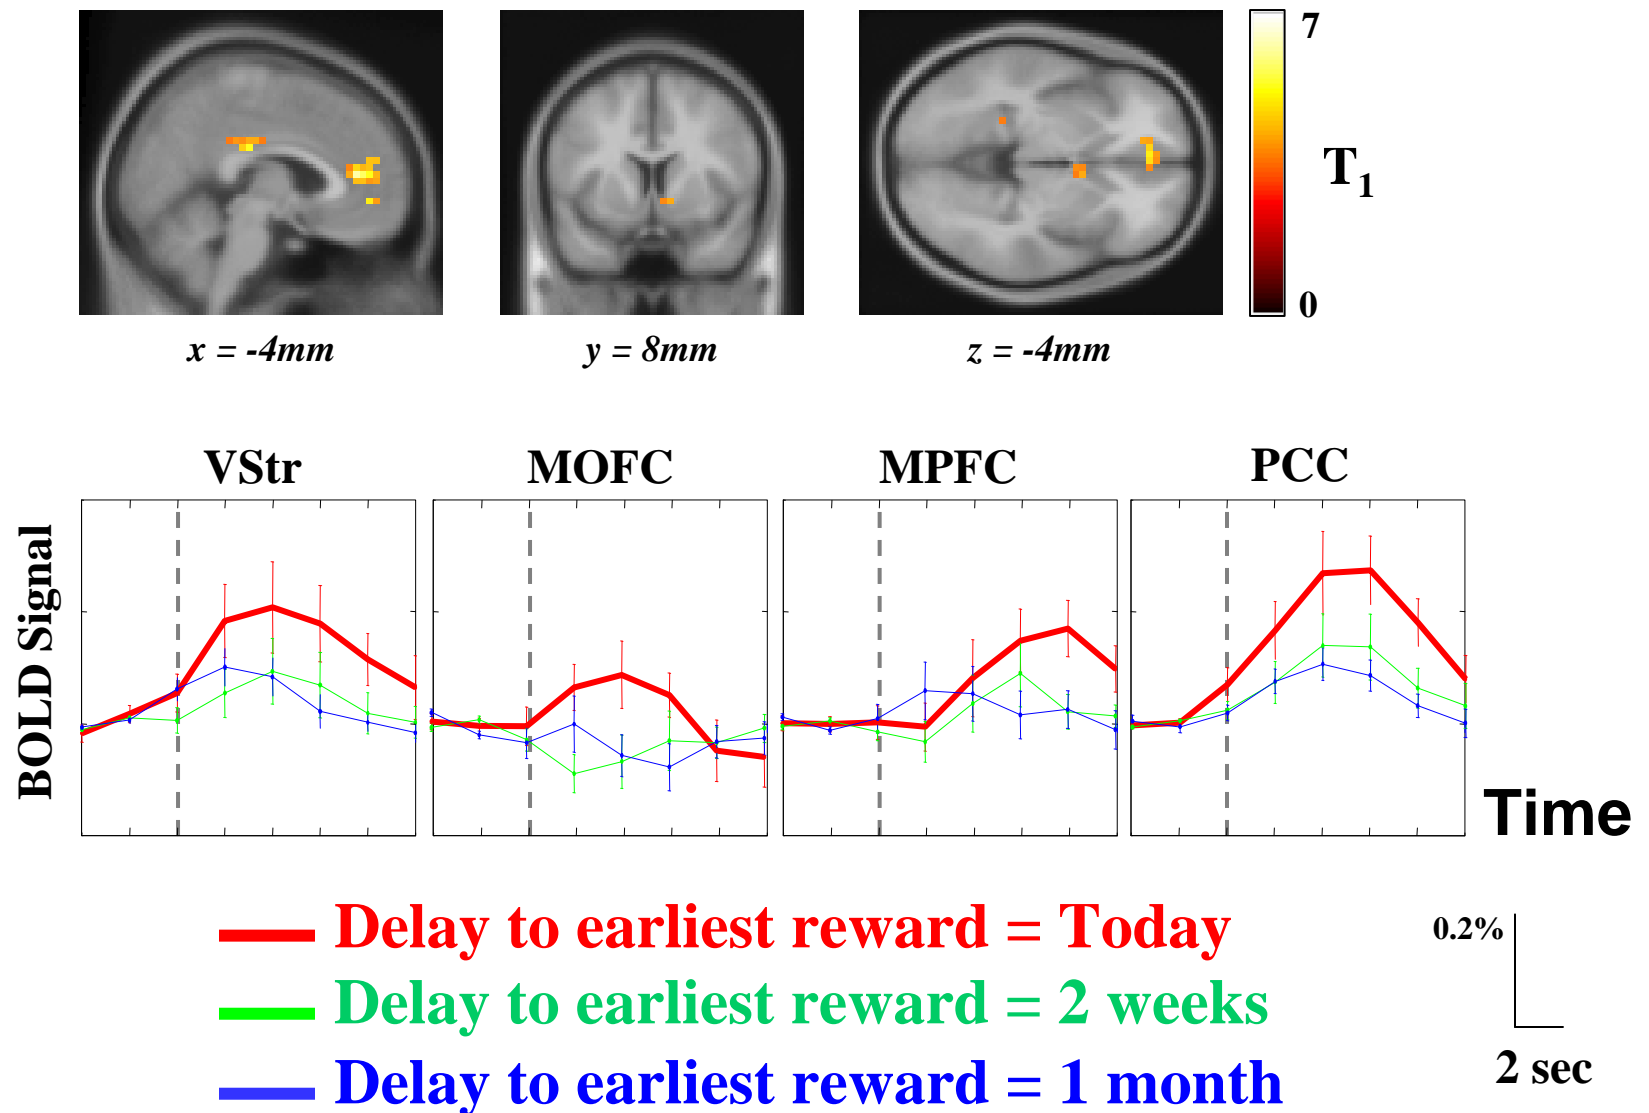 7
T1
0
x = -4mm
y = 8mm
z = -4mm
VStr
MOFC
MPFC
PCC
BOLD Signal
Time
Delay to earliest reward = Today
Delay to earliest reward = 2 weeks
Delay to earliest reward = 1 month
0.2%
2 sec